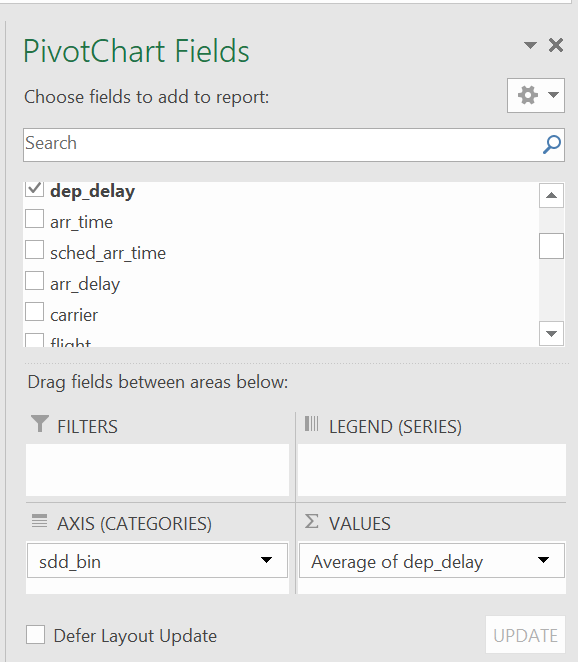 PivotChart Fields
Choose fields to add to report:
Search
dep_delay
arr_time
sched_arr_time
arr_delay
carrier
flight
Drag fields between areas below:
FILTERS
LEGEND (SERIES)
AXIS (CATEGORIES)
Σ VALUES
sdd_bin
Average of dep_delay
Defer Layout Update
UPDATE